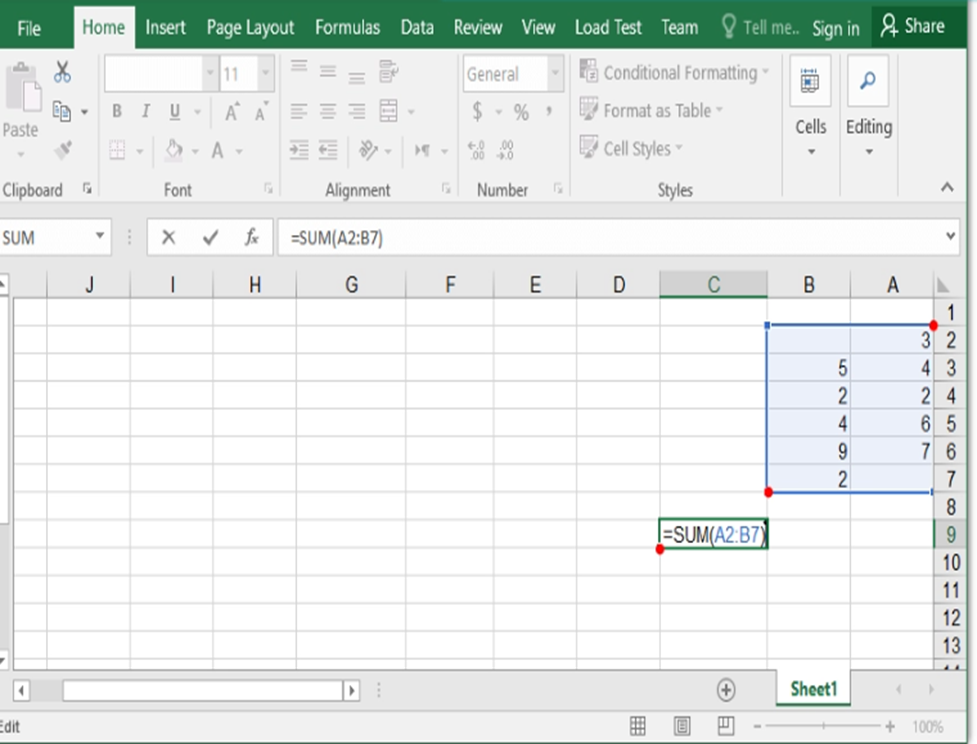 File Home Insert Page Layout Formulas Data Review View Load Test Team Tell me.. Sign in Share
11 General Conditional Formatting
B I U A A $ % , Format as Table
Paste Cells Editing
A Cell Styles
Clipboard Font Alignment Number Styles
SUM fx =SUM(A2:B7)
J I H G F E D C B A
1
3 2
5 4 3
2 2 4
4 6 5
9 7 6
2 7
8
=SUM(A2:B7) 9
10
11
12
13
Sheet1
Edit 100%